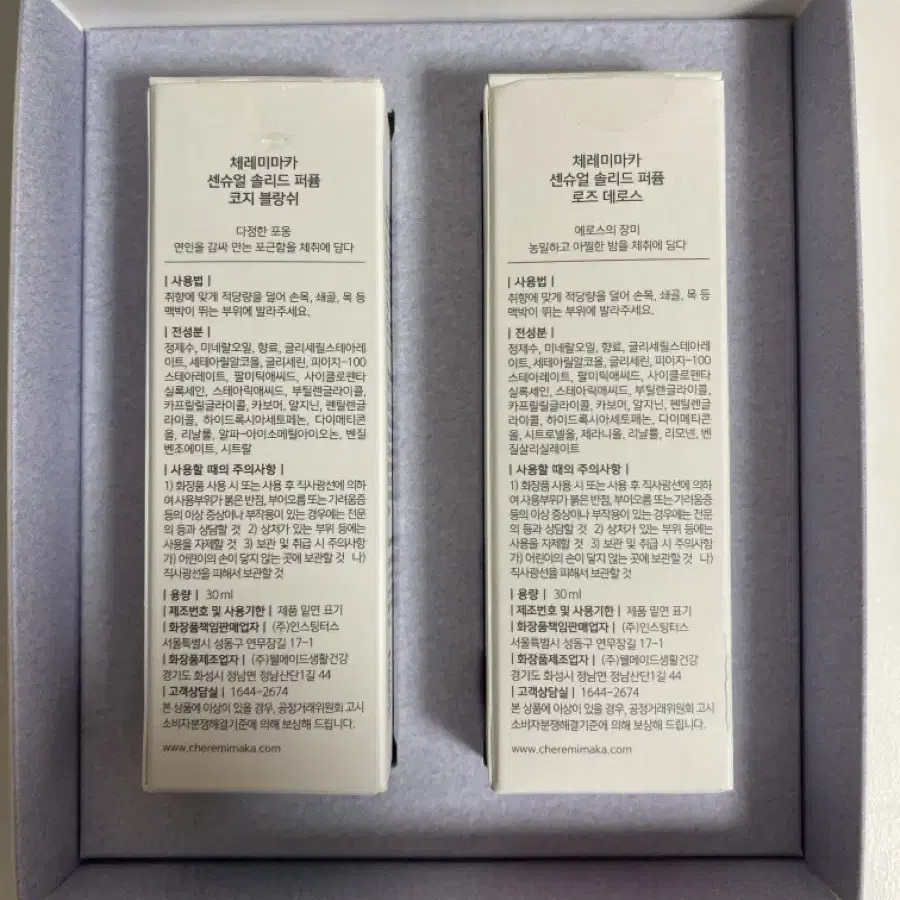 체레미마카
센슈얼 솔리드 퍼퓸
코지 블랑쉬
다정한 포옹
연인을 감싸 안는 포근함을 체취에 담다
| 사용법 |
취향에 맞게 적당량을 덜어 손목, 쇄골, 목 등
맥박이 뛰는 부위에 발라주세요.
| 전성분 |
정제수, 미네랄오일, 향료, 글리세릴스테아레
이트, 세테아릴알코올, 글리세린, 피이지-100
스테아레이트, 팔미틱애씨드, 사이클로펜타
실록세인, 스테아릭애씨드, 부틸렌글라이콜,
카프릴릴글라이콜, 카보머, 알지닌, 펜틸렌글
라이콜, 하이드록시아세토페논, 다이메티콘
올, 리날룰, 알파-아이소메틸아이오논, 벤질
벤조에이트, 시트랄
| 사용할 때의 주의사항 |
1) 화장품 사용 시 또는 사용 후 직사광선에 의하
여 사용부위가 붉은 반점, 부어오름 또는 가려움증
등의 이상 증상이나 부작용이 있는 경우에는 전문
의 등과 상담할 것 2) 상처가 있는 부위 등에는
사용을 자제할 것 3) 보관 및 취급 시 주의사항
가) 어린이의 손이 닿지 않는 곳에 보관할 것 나)
직사광선을 피해서 보관할 것
| 용량 | 30ml
| 제조번호 및 사용기한 | 제품 밑면 표기
| 화장품책임판매업자 | (주)인스팅터스
서울특별시 성동구 연무장길 17-1
| 화장품제조업자 | (주)웰메이드생활건강
경기도 화성시 정남면 정남산단1길 44
| 고객상담실 | 1644-2674
본 상품에 이상이 있을 경우, 공정거래위원회 고시
소비자분쟁해결기준에 의해 보상해 드립니다.
www.cheremimaka.com
체레미마카
센슈얼 솔리드 퍼퓸
로즈 데로스
에로스의 장미
농밀하고 아찔한 밤을 체취에 담다
| 사용법 |
취향에 맞게 적당량을 덜어 손목, 쇄골, 목 등
맥박이 뛰는 부위에 발라주세요.
| 전성분 |
정제수, 미네랄오일, 향료, 글리세릴스테아레
이트, 세테아릴알코올, 글리세린, 피이지-100
스테아레이트, 팔미틱애씨드, 사이클로펜타
실록세인, 스테아릭애씨드, 부틸렌글라이콜,
카프릴릴글라이콜, 카보머, 알지닌, 펜틸렌글
라이콜, 하이드록시아세토페논, 다이메티콘
올, 시트로넬올, 제라니올, 리날룰, 리모넨, 벤
질살리실레이트
| 사용할 때의 주의사항 |
1) 화장품 사용 시 또는 사용 후 직사광선에 의하
여 사용부위가 붉은 반점, 부어오름 또는 가려움증
등의 이상 증상이나 부작용이 있는 경우에는 전문
의 등과 상담할 것 2) 상처가 있는 부위 등에는
사용을 자제할 것 3) 보관 및 취급 시 주의사항
가) 어린이의 손이 닿지 않는 곳에 보관할 것 나)
직사광선을 피해서 보관할 것
| 용량 | 30ml
| 제조번호 및 사용기한 | 제품 밑면 표기
| 화장품책임판매업자 | (주)인스팅터스
서울특별시 성동구 연무장길 17-1
| 화장품제조업자 | (주)웰메이드생활건강
경기도 화성시 정남면 정남산단1길 44
| 고객상담실 | 1644-2674
본 상품에 이상이 있을 경우, 공정거래위원회 고시
소비자분쟁해결기준에 의해 보상해 드립니다.
www.cheremimaka.com